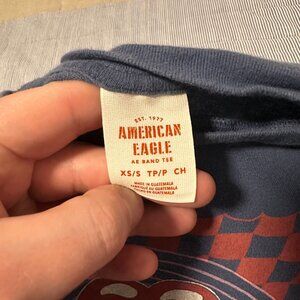 EST. 1977
AMERICAN
EAGLE
AE BAND TEE
XS/S TP/P CH
MADE IN GUATEMALA
FABRIQUÉ AU GUATEMALA
HECHO EN GUATEMALA